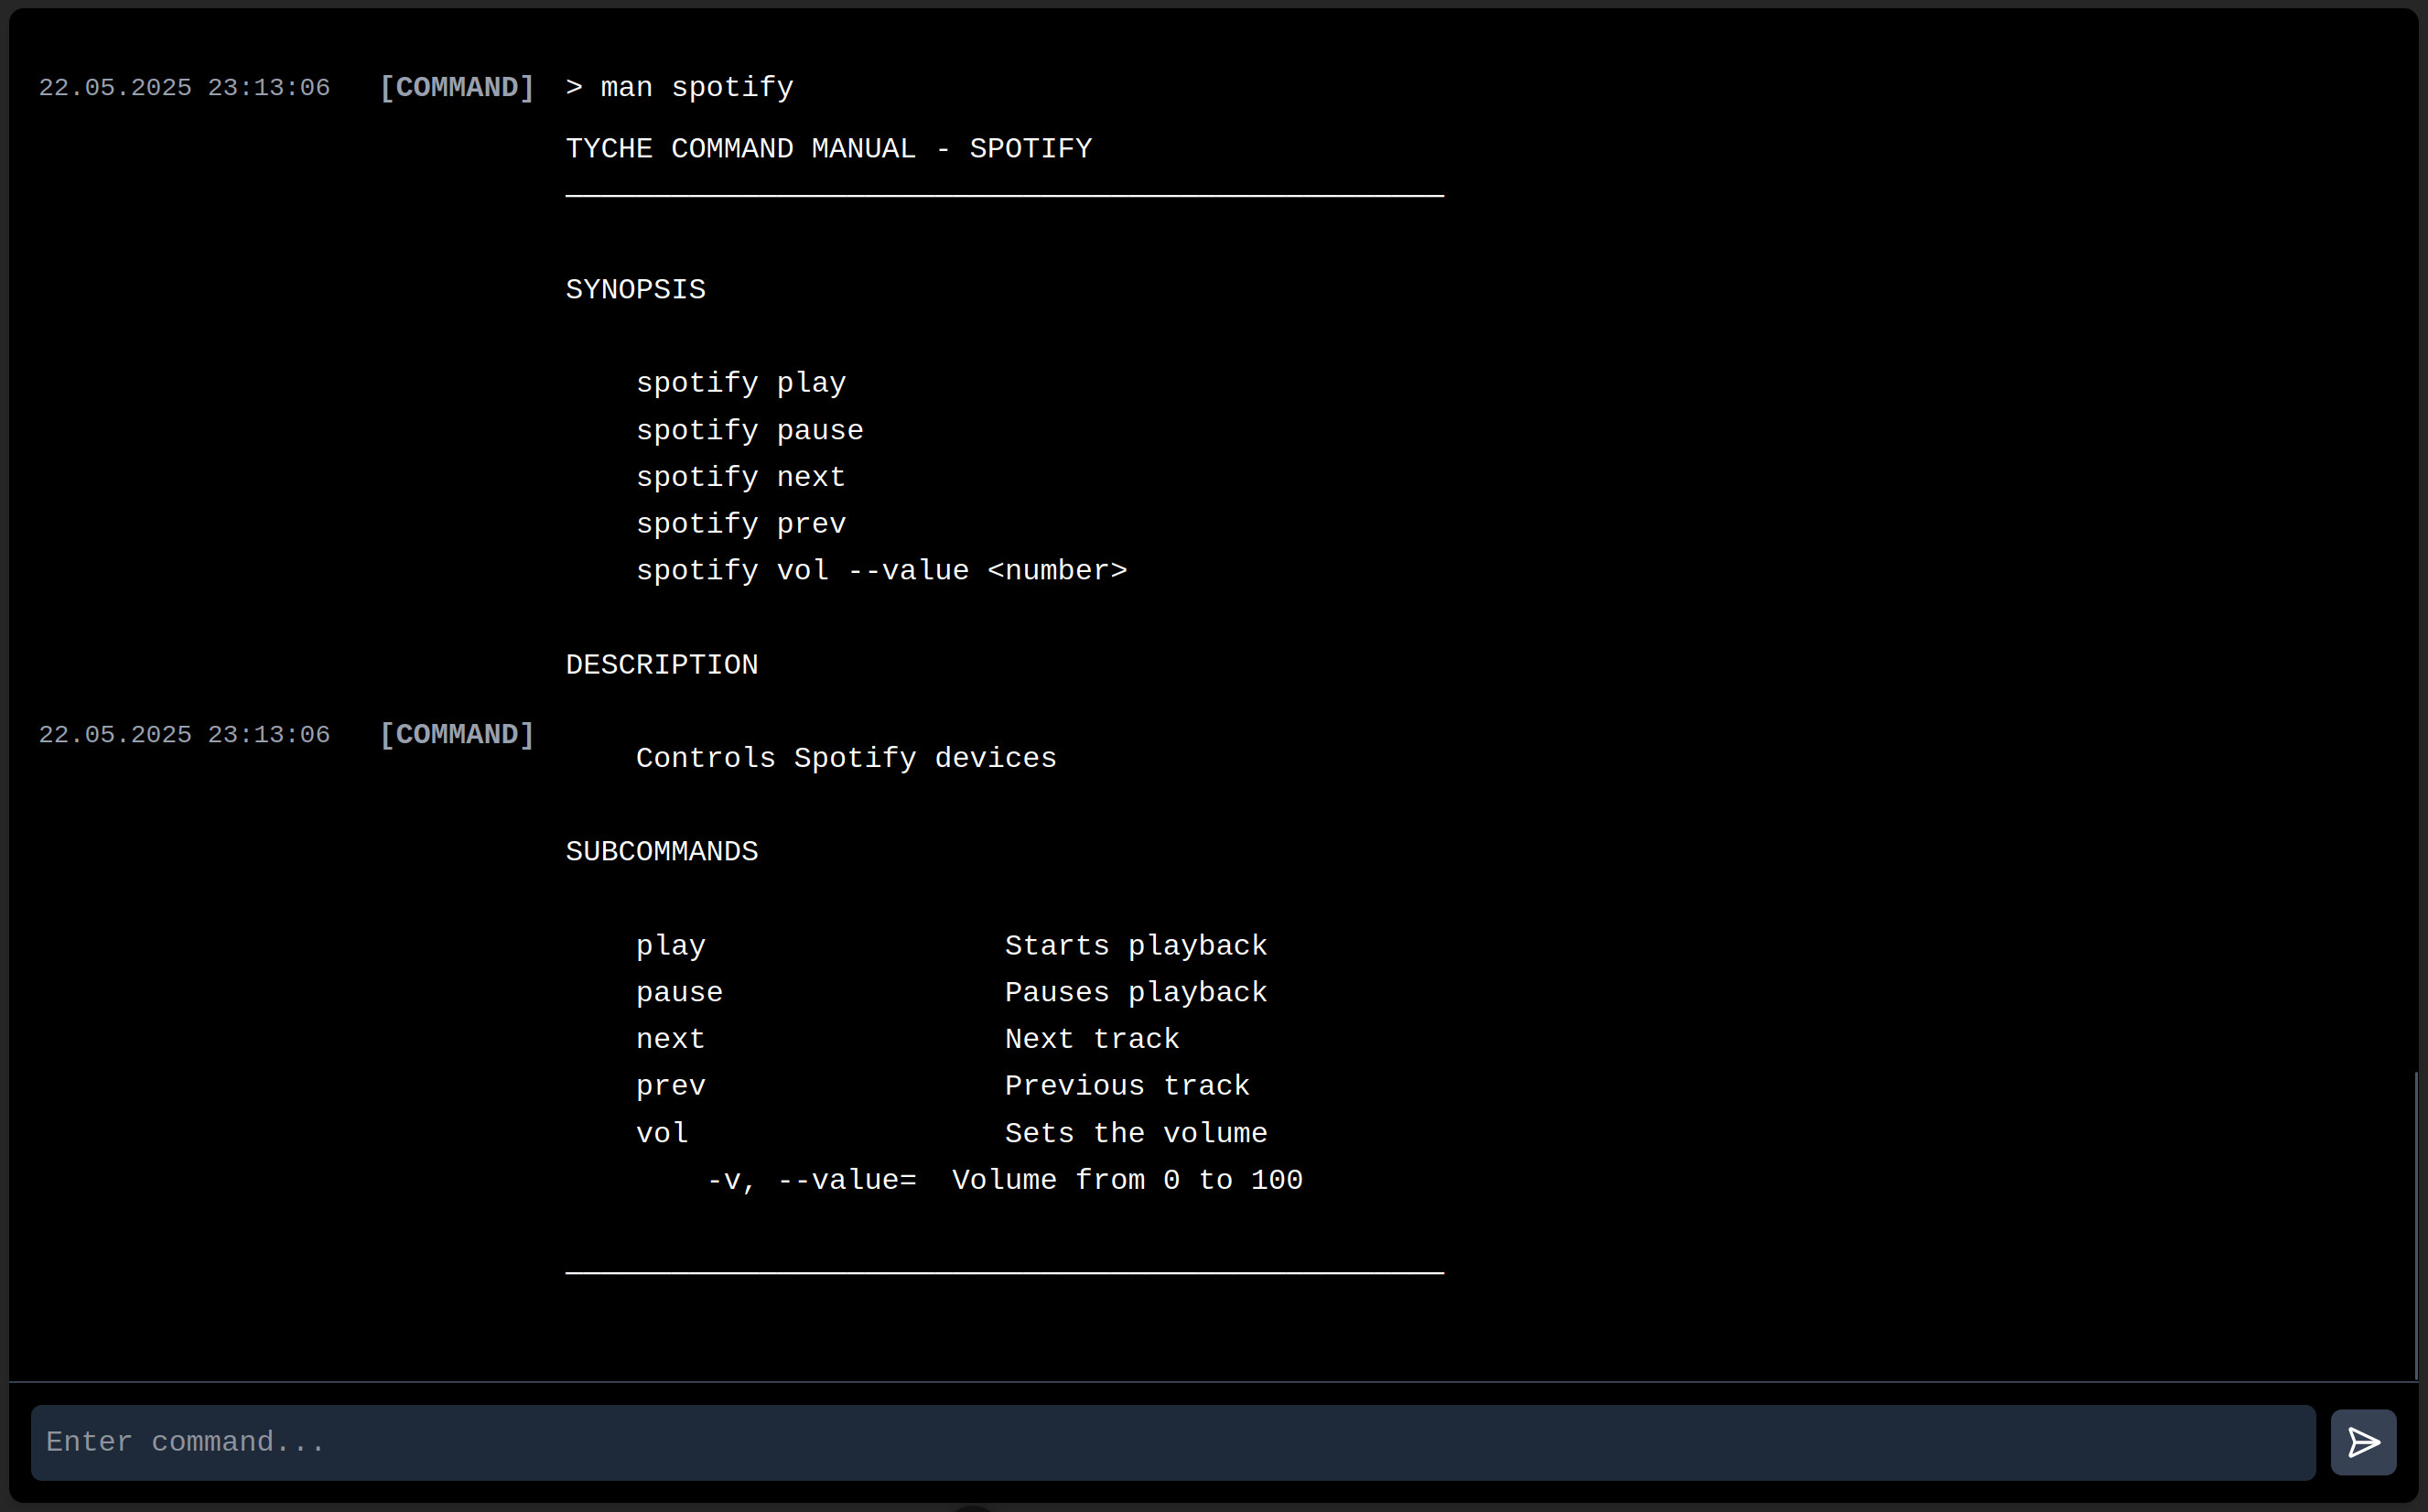 22.05.2025 23:13:06 [COMMAND] > man spotify
TYCHE COMMAND MANUAL - SPOTIFY
SYNOPSIS
spotify play
spotify pause
spotify next
spotify prev
spotify vol --value <number>
DESCRIPTION
22.05.2025 23:13:06 [COMMAND]
Controls Spotify devices
SUBCOMMANDS
play Starts playback
pause Pauses playback
next Next track
prev Previous track
vol Sets the volume
-v, --value= Volume from 0 to 100
Enter command...